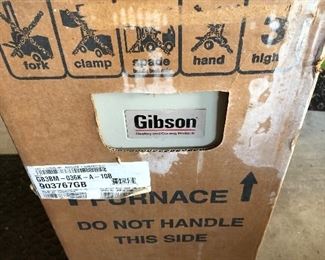 3
fork clamp spade hand high
Gibson
Heating and Cooling Products
GB3BM-036K-A-10B
903767GB
FURNACE
DO NOT HANDLE
THIS SIDE